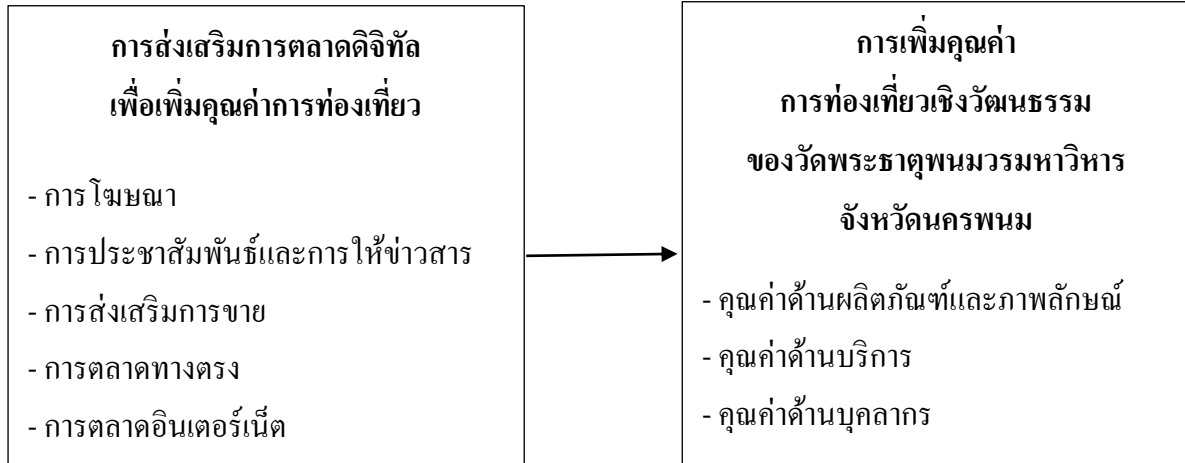 การส่งเสริมการตลาดดิจิทัล
เพื่อเพิ่มคุณค่าการท่องเที่ยว
- การโฆษณา
- การประชาสัมพันธ์และการให้ข่าวสาร
- การส่งเสริมการขาย
- การตลาดทางตรง
- การตลาดอินเตอร์เน็ต
การเพิ่มคุณค่า
การท่องเที่ยวเชิงวัฒนธรรม
ของวัดพระธาตุพนมวรมหาวิหาร
จังหวัดนครพนม
- คุณค่าด้านผลิตภัณฑ์และภาพลักษณ์
- คุณค่าด้านบริการ
- คุณค่าด้านบุคลากร